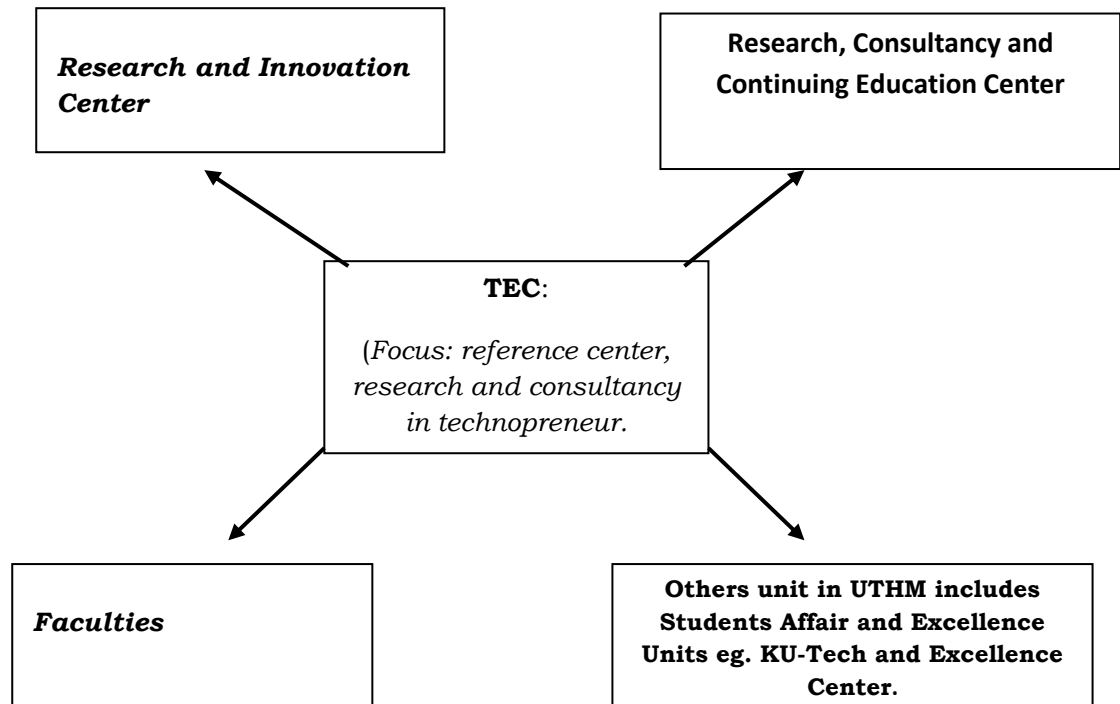 Research and Innovation
Center
Research, Consultancy and
Continuing Education Center
TEC:
(Focus: reference center,
research and consultancy
in technopreneur.
Faculties
Others unit in UTHM includes
Students Affair and Excellence
Units eg. KU-Tech and Excellence
Center.